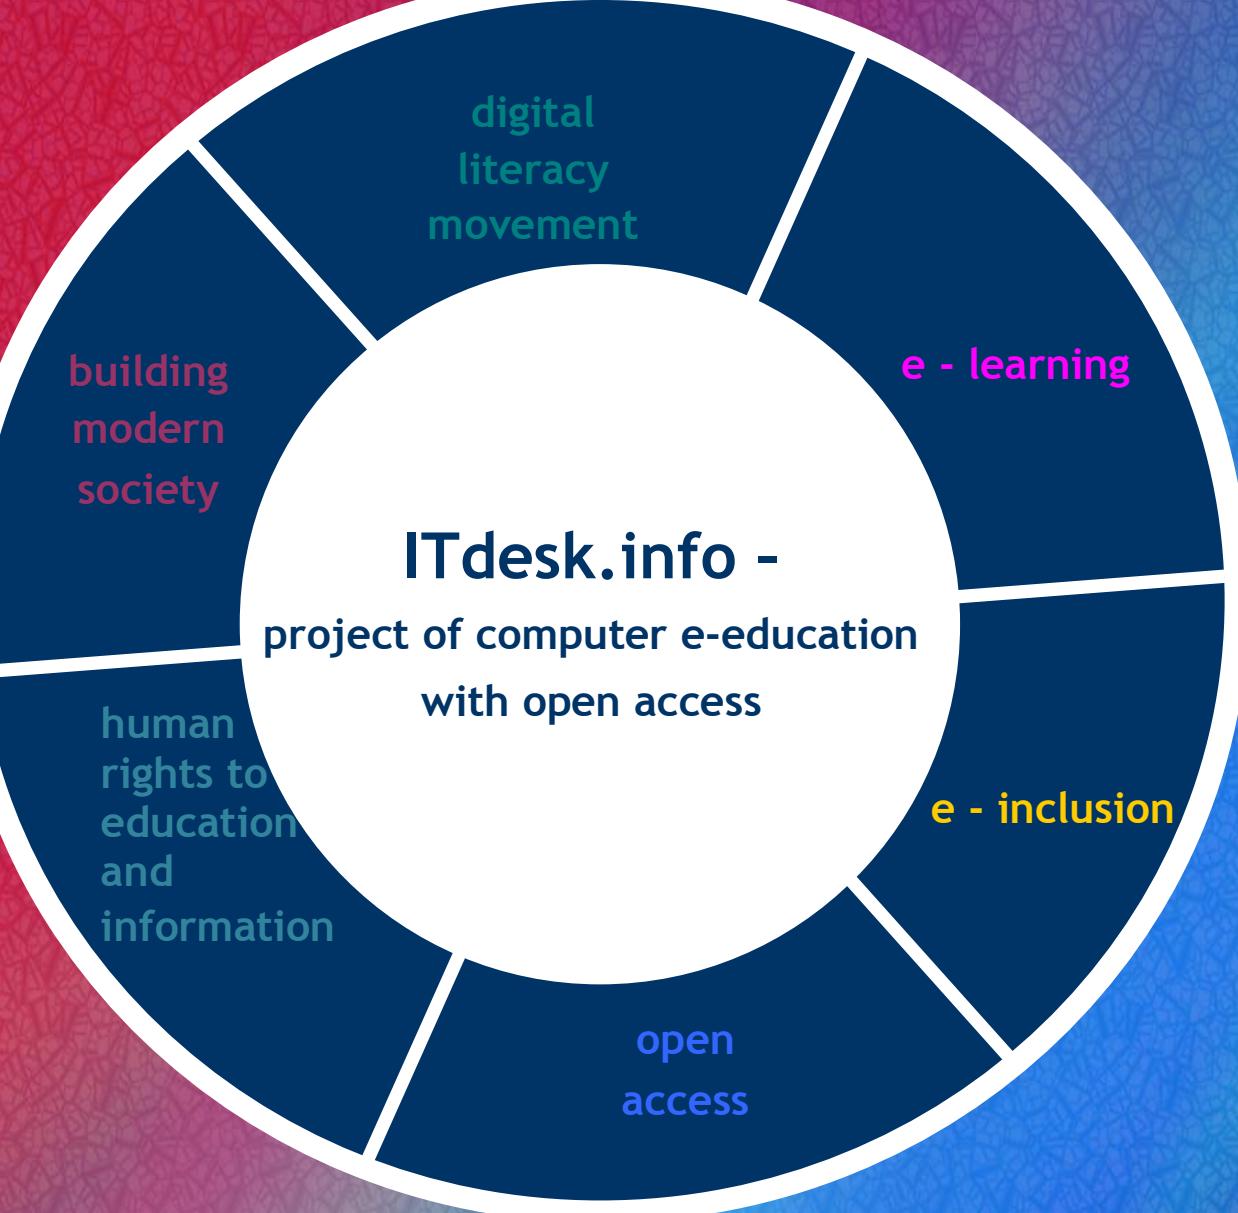 digital
literacy
movement
e - learning
building
modern
society
ITdesk.info –
project of computer e-education
with open access
human
rights to
education
and
information
e - inclusion
open
access